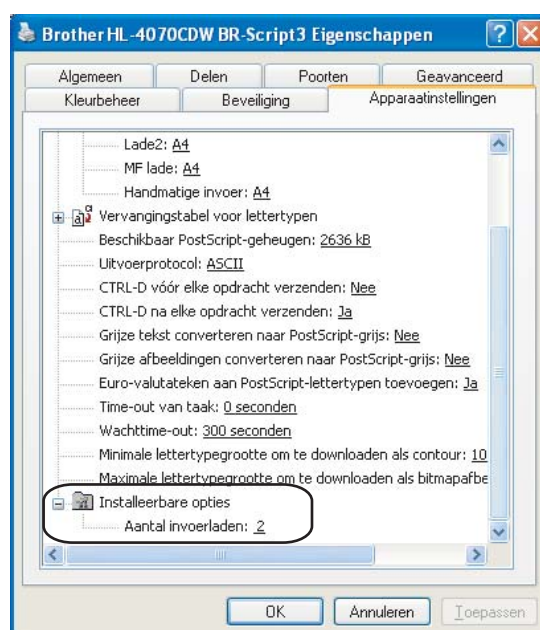 Brother HL-4070CDW BR-Script3 Eigenschappen
Algemeen Delen Poorten Geavanceerd
Kleurbeheer Beveiliging Apparaatinstellingen
Lade2: A4
MF lade: A4
Handmatige invoer: A4
Vervangingstabel voor lettertypen
Beschikbaar PostScript-geheugen: 2636 kB
Uitvoerprotocol: ASCII
CTRL-D vóór elke opdracht verzenden: Nee
CTRL-D na elke opdracht verzenden: Ja
Grijze tekst converteren naar PostScript-grijs: Nee
Grijze afbeeldingen converteren naar PostScript-grijs: Nee
Euro-valutateken aan PostScript-lettertypen toevoegen: Ja
Time-out van taak: 0 seconden
Wachttime-out: 300 seconden
Minimale lettertypegrootte om te downloaden als contour: 10
Maximale lettertypegrootte om te downloaden als bitmapafbe
Installeerbare opties
Aantal invoerladen: 2
OK Annuleren Toepassen